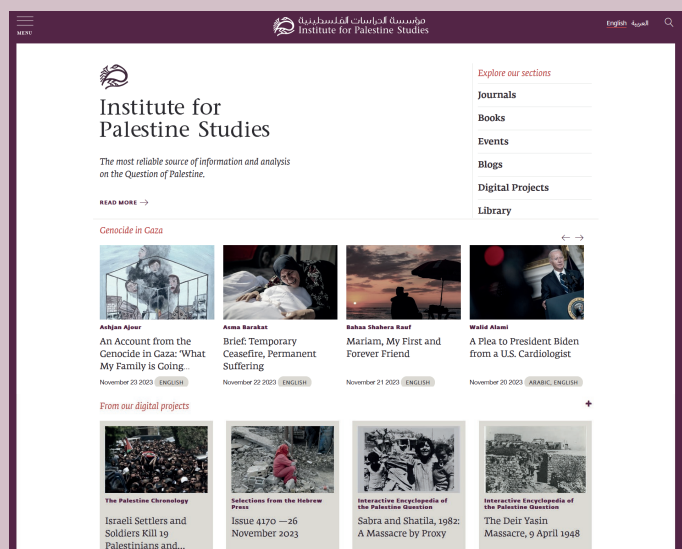 MENU
مؤسسة الدراسات الفلسطينية
Institute for Palestine Studies
English العربية
Institute for
Palestine Studies
The most reliable source of information and analysis
on the Question of Palestine.
READ MORE →
Explore our sections
Journals
Books
Events
Blogs
Digital Projects
Library
Genocide in Gaza
← →
Ashjan Ajour
An Account from the
Genocide in Gaza: ‘What
My Family is Going...
November 23 2023 ENGLISH
Asma Barakat
Brief: Temporary
Ceasefire, Permanent
Suffering
November 22 2023 ENGLISH
Bahaa Shahera Rauf
Mariam, My First and
Forever Friend
November 21 2023 ENGLISH
Walid Alami
A Plea to President Biden
from a U.S. Cardiologist
November 20 2023 ARABIC, ENGLISH
From our digital projects
+
The Palestine Chronology
Israeli Settlers and
Soldiers Kill 19
Palestinians and...
Selections from the Hebrew
Press
Issue 4170 —26
November 2023
Interactive Encyclopedia of
the Palestine Question
Sabra and Shatila, 1982:
A Massacre by Proxy
Interactive Encyclopedia of
the Palestine Question
The Deir Yasin
Massacre, 9 April 1948